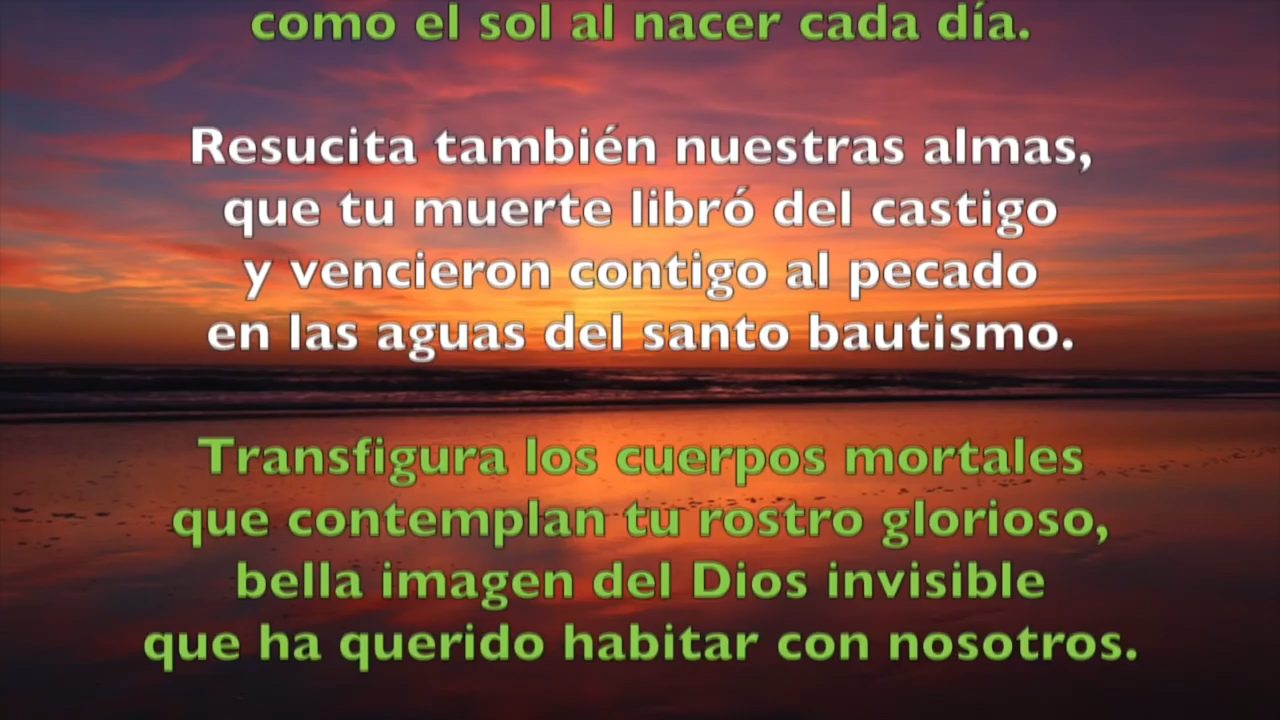 como el sol al nacer cada día.
Resucita también nuestras almas,
que tu muerte libró del castigo
y vencieron contigo al pecado
en las aguas del santo bautismo.
Transfigura los cuerpos mortales
que contemplan tu rostro glorioso,
bella imagen del Dios invisible
que ha querido habitar con nosotros.